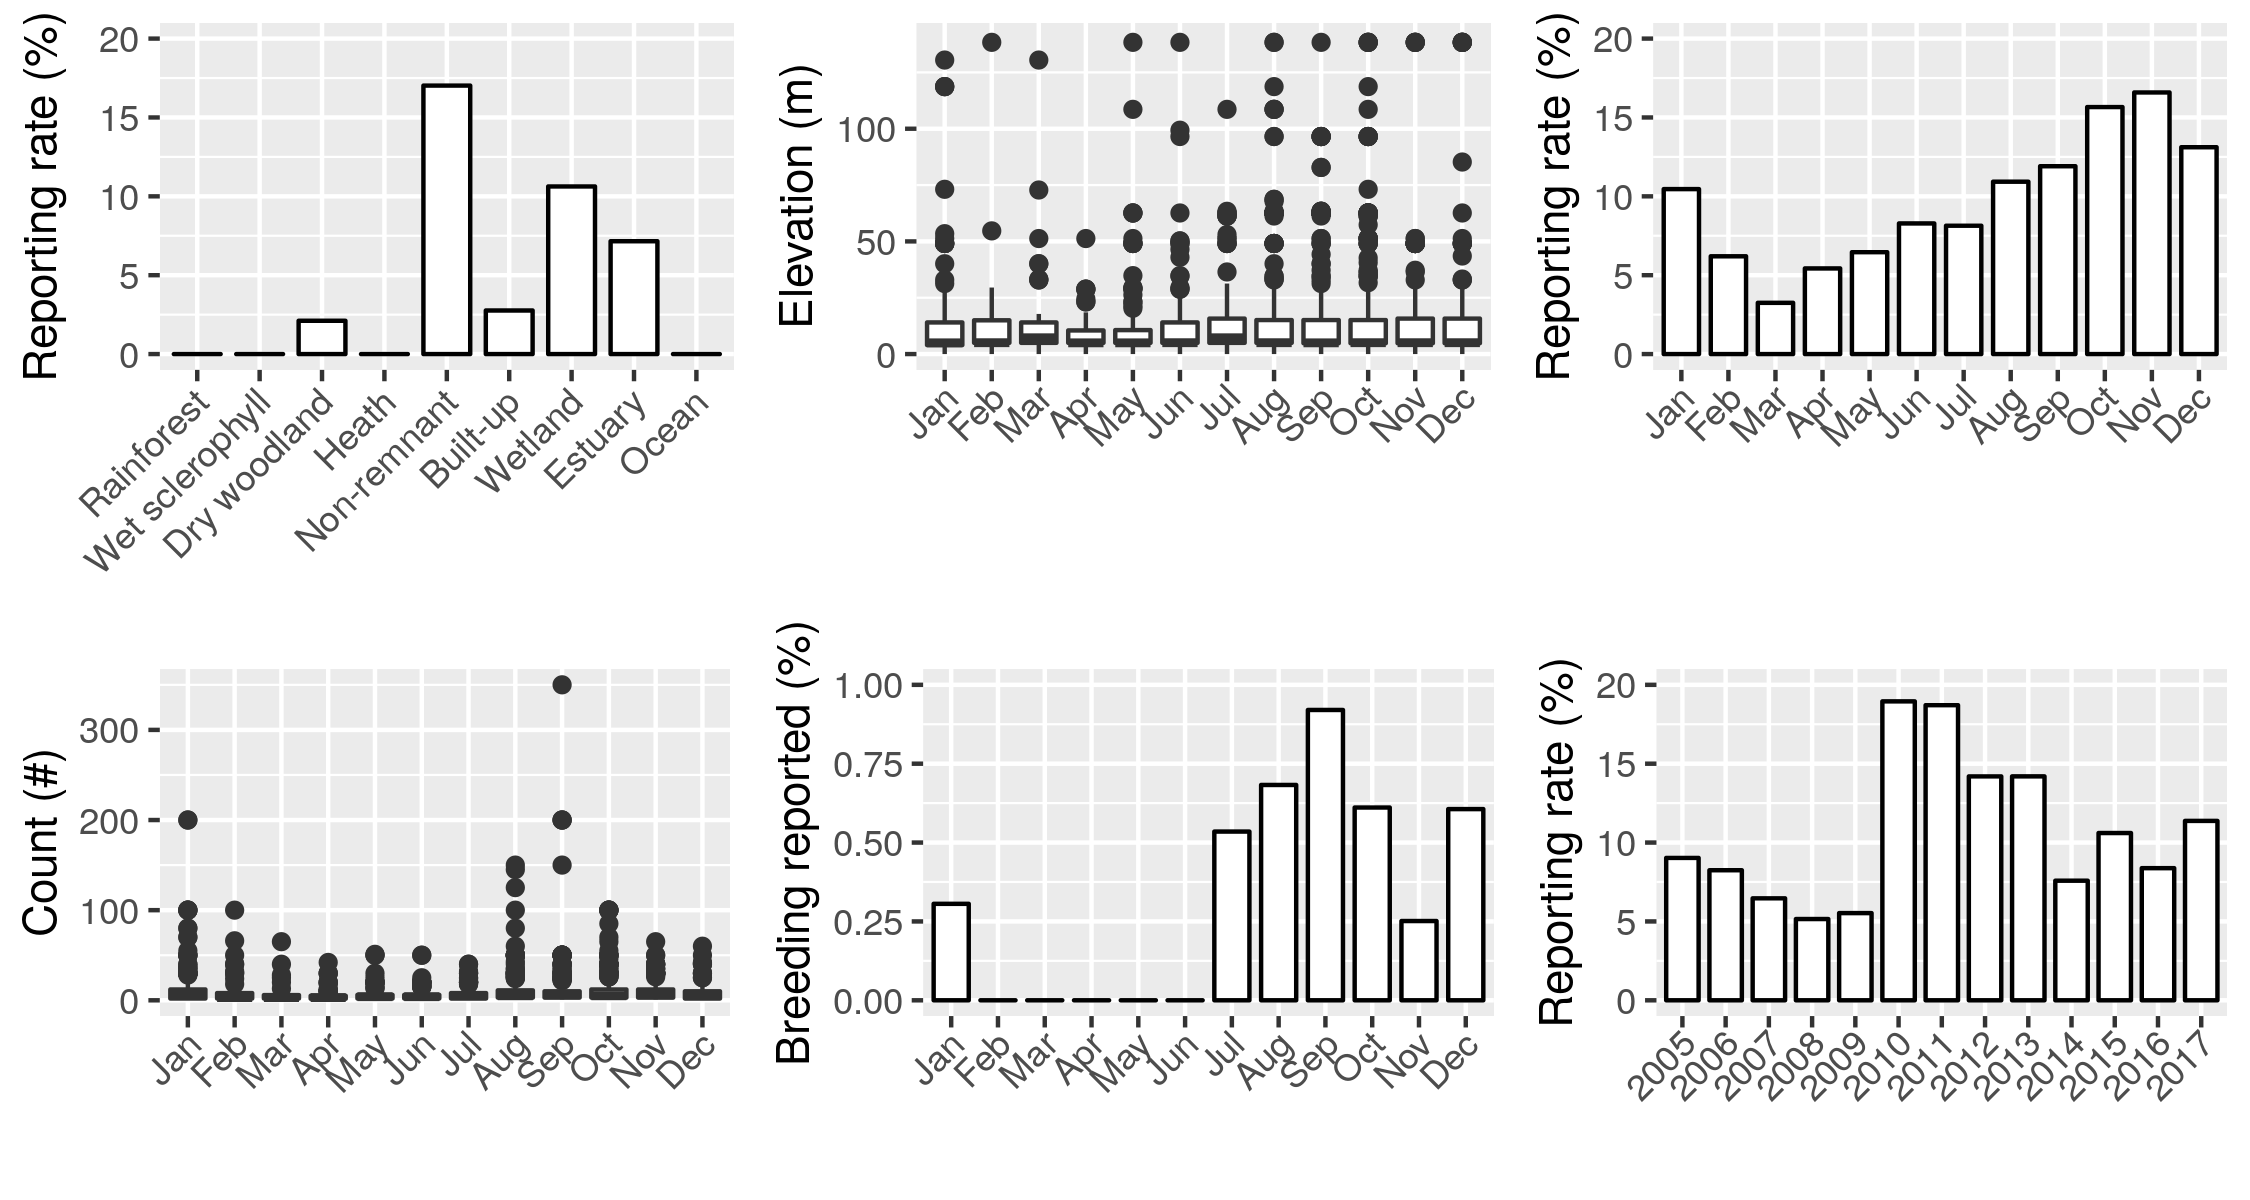 Reporting rate (%)
20
15
10
5
0
Rainforest
Wet sclerophyll
Dry woodland
Heath
Non-remnant
Built-up
Wetland
Estuary
Ocean
Elevation (m)
100
50
0
Jan
Feb
Mar
Apr
May
Jun
Jul
Aug
Sep
Oct
Nov
Dec
Reporting rate (%)
20
15
10
5
0
Jan
Feb
Mar
Apr
May
Jun
Jul
Aug
Sep
Oct
Nov
Dec
Count (#)
300
200
100
0
Jan
Feb
Mar
Apr
May
Jun
Jul
Aug
Sep
Oct
Nov
Dec
Breeding reported (%)
1.00
0.75
0.50
0.25
0.00
Jan
Feb
Mar
Apr
May
Jun
Jul
Aug
Sep
Oct
Nov
Dec
Reporting rate (%)
20
15
10
5
0
2005
2006
2007
2008
2009
2010
2011
2012
2013
2014
2015
2016
2017